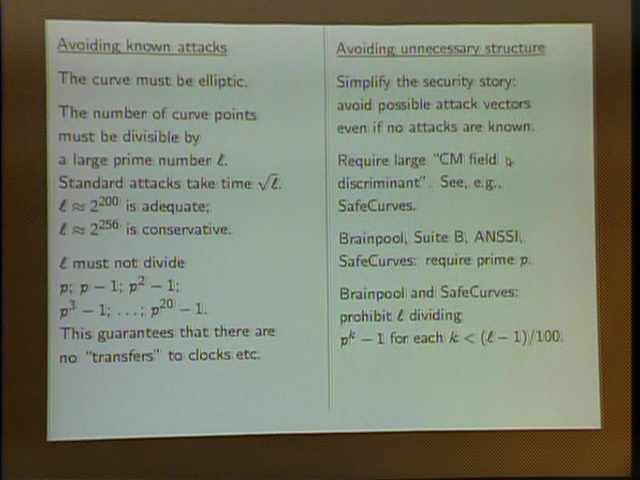 Avoiding known attacks
The curve must be elliptic.
The number of curve points
must be divisible by
a large prime number ℓ.
Standard attacks take time √ℓ.
ℓ ≈ 2^200 is adequate;
ℓ ≈ 2^256 is conservative.
ℓ must not divide
p; p − 1; p^2 − 1;
p^3 − 1; . . .; p^20 − 1.
This guarantees that there are
no "transfers" to clocks etc.
Avoiding unnecessary structure
Simplify the security story:
avoid possible attack vectors
even if no attacks are known.
Require large "CM field
discriminant". See, e.g.,
SafeCurves.
Brainpool, Suite B, ANSSI,
SafeCurves: require prime p.
Brainpool and SafeCurves:
prohibit ℓ dividing
p^k − 1 for each k < (ℓ − 1)/100.